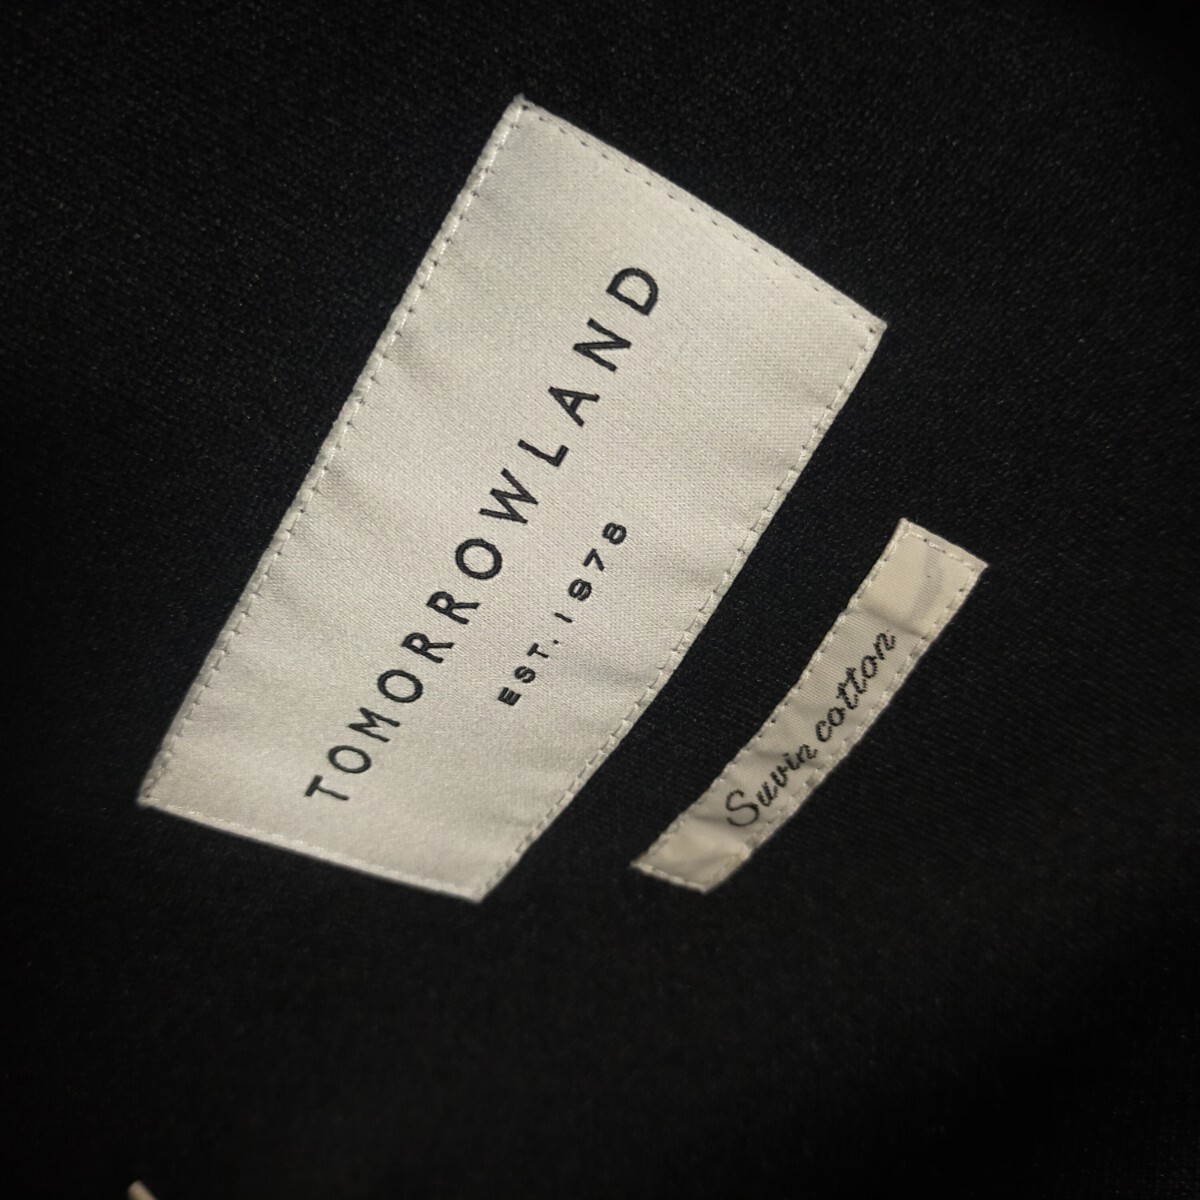 TOMORROWLAND
EST. 1978
Suvin cotton